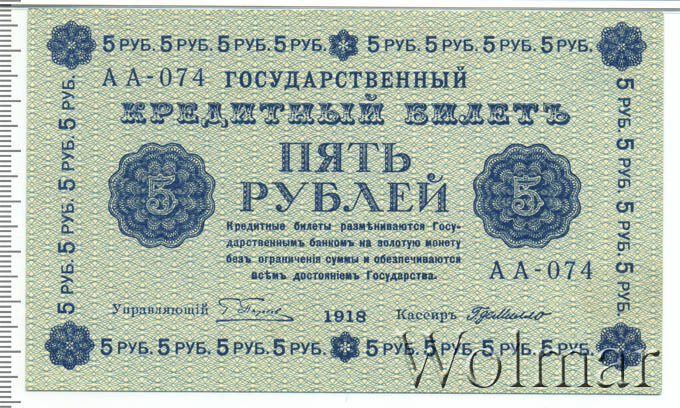 5 РУБ. 5 РУБ. 5 РУБ. 5 РУБ. 5 РУБ. 5 РУБ. 5 РУБ. 5 РУБ.
АА-074 ГОСУДАРСТВЕННЫЙ
КРЕДИТНЫЙ БИЛЕТЪ
ПЯТЬ
РУБЛЕЙ
5 5
Кредитные билеты размѣниваются Госу-
дарственнымъ банкомъ на золотую монету
безъ ограниченія суммы и обезпечиваются
всѣмъ достояніемъ Государства.
АА-074
Управляющій 1918 Кассиръ
5 РУБ. 5 РУБ. 5 РУБ. 5 РУБ. 5 РУБ. 5 РУБ. 5 РУБ. 5 РУБ.
5 РУБ. 5 РУБ. 5 РУБ. 5 РУБ.
5 РУБ. 5 РУБ. 5 РУБ. 5 РУБ.
Wolmar